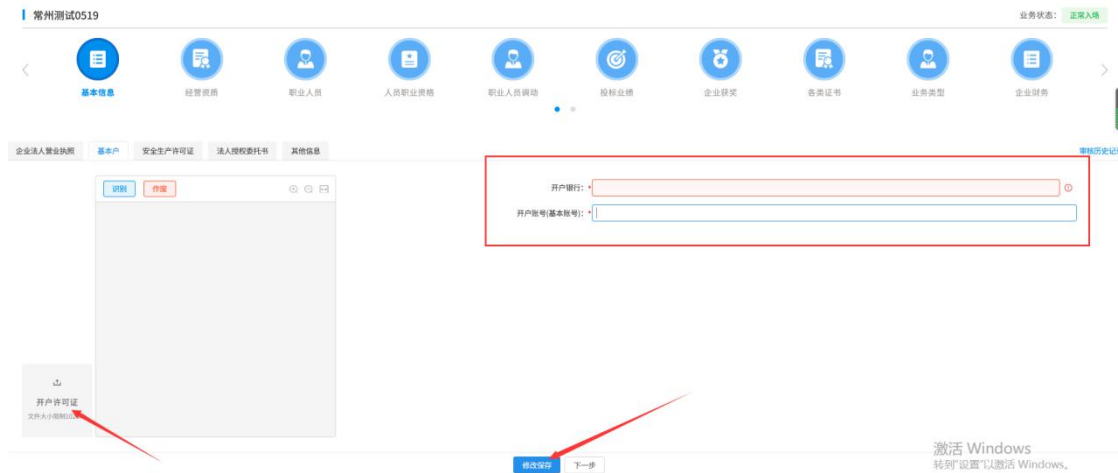 常州测试0519
业务状态： 正常入场
基本信息 经营资质 职业人员 人员职业资格 职业人员调动 投标业绩 企业获奖 各类证书 业务类型 企业财务
企业法人营业执照 基本户 安全生产许可证 法人授权委托书 其他信息 审核历史记
识别 作废
开户银行： *
开户账号(基本账号)： *
开户许可证
文件大小限制
修改保存 下一步
激活 Windows
转到"设置"以激活 Windows。